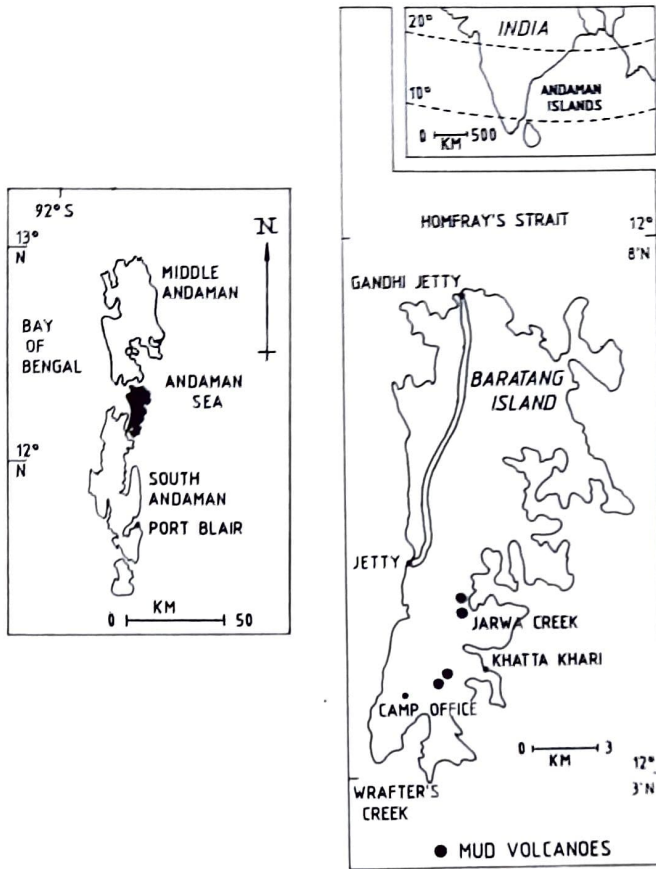 92° S
13°
N
N
MIDDLE
ANDAMAN
BAY
OF
BENGAL
ANDAMAN
SEA
12°
N
SOUTH
ANDAMAN
PORT BLAIR
KM
0 50
20°
INDIA
10°
ANDAMAN
ISLANDS
0 500
KM
HOMFRAY'S STRAIT
12°
8'N
GANDHI JETTY
BARATANG
ISLAND
JETTY
JARWA CREEK
KHATTA KHARI
CAMP OFFICE
0 3
KM
12°
3'N
WRAFTER'S
CREEK
MUD VOLCANOES